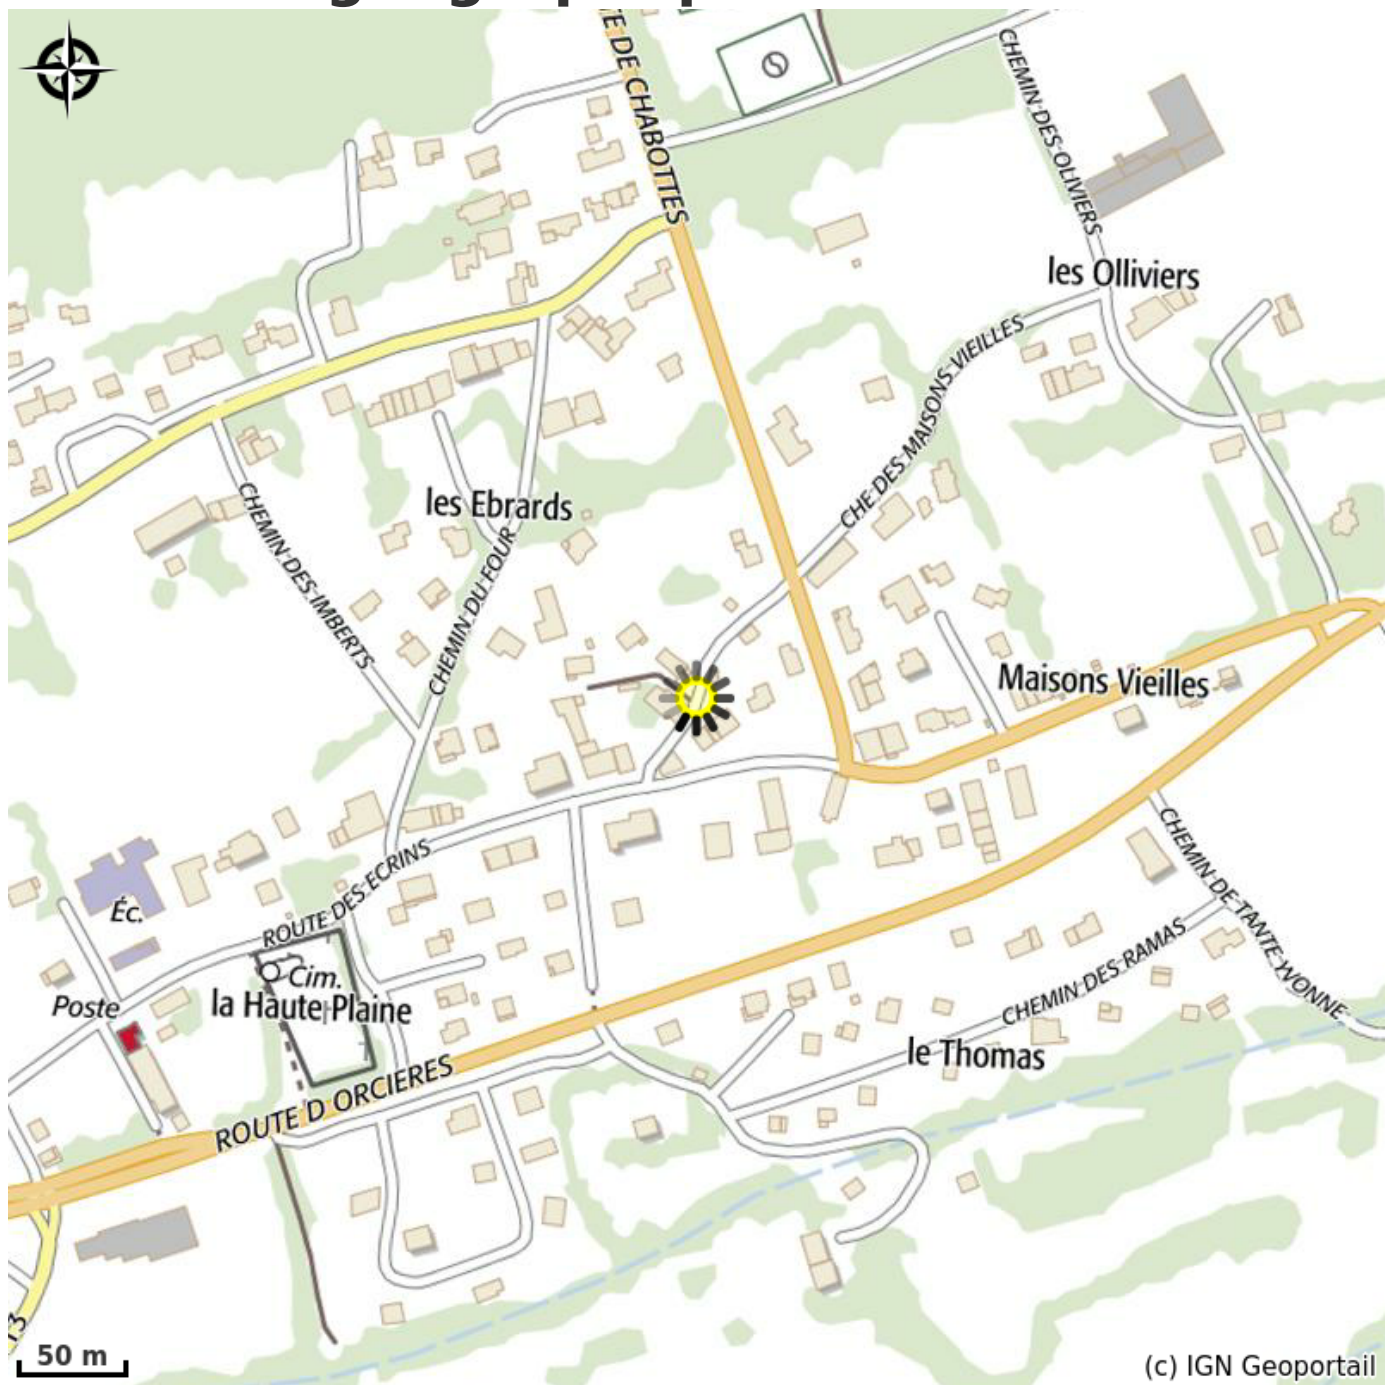 DE CHABOTTES
CHEMIN DES OLIVIERS
les Olliviers
CHE DES MAISONS VIEILLES
les Ebrards
CHEMIN DES IMBERTS
CHEMIN DU FOUR
Maisons Vieilles
CHEMIN DE TANTE YVONNE
ROUTE DES ECRINS
Éc.
Cim.
Poste
la Haute Plaine
CHEMIN DES RAMAS
le Thomas
ROUTE D ORCIERES
13
50 m
(c) IGN Geoportail